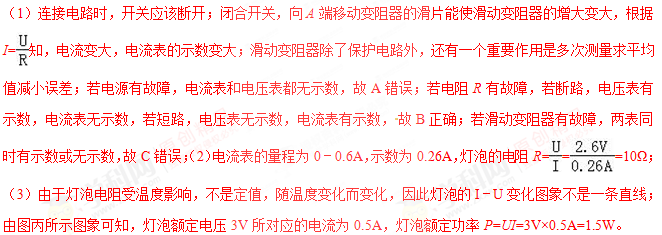 （1）连接电路时，开关应该断开；闭合开关，向 A 端移动变阻器的滑片能使滑动变阻器的增大变大，根据
I=U/R知，电流变大，电流表的示数变大；滑动变阻器除了保护电路外，还有一个重要作用是多次测量求平均
值减小误差；若电源有故障，电流表和电压表都无示数，故 A 错误；若电阻 R 有故障，若断路，电压表有
示数，电流表无示数，若短路，电压表无示数，电流表有示数，故 B 正确；若滑动变阻器有故障，两表同
时有示数或无示数，故 C 错误；（2）电流表的量程为 0－0.6A，示数为 0.26A，灯泡的电阻 R=U/I=2.6V/0.26A=10Ω；
（3）由于灯泡电阻受温度影响，不是定值，随温度变化而变化，因此灯泡的 I－U 变化图象不是一条直线；
由图丙所示图象可知，灯泡额定电压 3V 所对应的电流为 0.5A，灯泡额定功率 P=UI=3V×0.5A=1.5W。